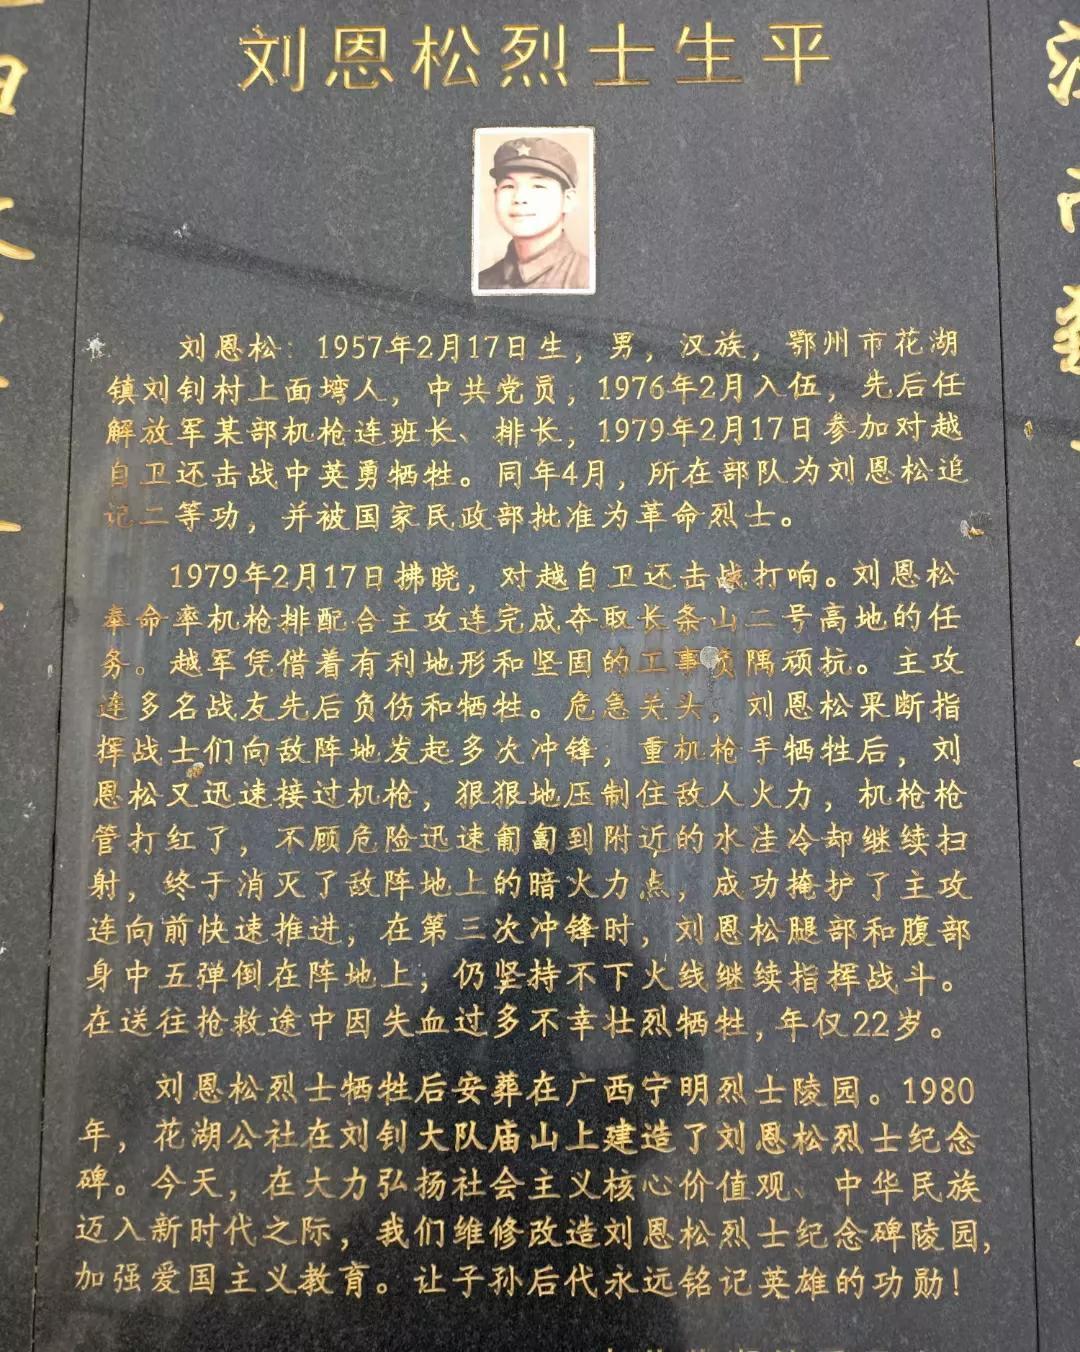 刘恩松烈士生平
刘恩松：1957年2月17日生，男，汉族，鄂州市花湖
镇刘钊村上面塆人，中共党员，1976年2月入伍，先后任
解放军某部机枪连班长、排长，1979年2月17日参加对越
自卫还击战中英勇牺牲。同年4月，所在部队为刘恩松追
记二等功，并被国家民政部批准为革命烈士。
1979年2月17日拂晓，对越自卫还击战打响。刘恩松
奉命率机枪排配合主攻连完成夺取长条山二号高地的任
务。越军凭借着有利地形和坚固的工事负隅顽抗。主攻
连多名战友先后负伤和牺牲。危急关头，刘恩松果断指
挥战士们向敌阵地发起多次冲锋；重机枪手牺牲后，刘
恩松又迅速接过机枪，狠狠地压制住敌人火力，机枪枪
管打红了，不顾危险迅速匍匐到附近的水洼冷却继续扫
射，终于消灭了敌阵地上的暗火力点，成功掩护了主攻
连向前快速推进；在第三次冲锋时，刘恩松腿部和腹部
身中五弹倒在阵地上，仍坚持不下火线继续指挥战斗。
在送往抢救途中因失血过多不幸壮烈牺牲，年仅22岁。
刘恩松烈士牺牲后安葬在广西宁明烈士陵园。1980
年，花湖公社在刘钊大队庙山上建造了刘恩松烈士纪念
碑。今天，在大力弘扬社会主义核心价值观、中华民族
迈入新时代之际，我们维修改造刘恩松烈士纪念碑陵园，
加强爱国主义教育。让子孙后代永远铭记英雄的功勋！